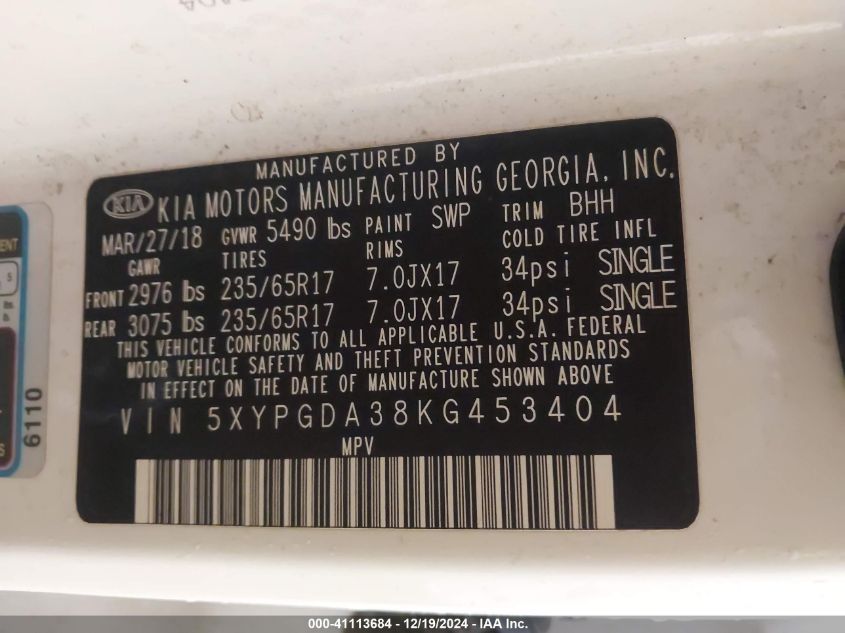 MANUFACTURED BY
KIA KIA MOTORS MANUFACTURING GEORGIA, INC.
MAR/27/18 GVWR 5490 lbs PAINT SWP TRIM BHH
GAWR TIRES RIMS COLD TIRE INFL
FRONT 2976 lbs 235/65R17 7.0JX17 34psi SINGLE
REAR 3075 lbs 235/65R17 7.0JX17 34psi SINGLE
THIS VEHICLE CONFORMS TO ALL APPLICABLE U.S.A. FEDERAL
MOTOR VEHICLE SAFETY AND THEFT PREVENTION STANDARDS
IN EFFECT ON THE DATE OF MANUFACTURE SHOWN ABOVE
VIN 5XYPGDA38KG453404
MPV
6110
000-41113684 - 12/19/2024 - IAA Inc.